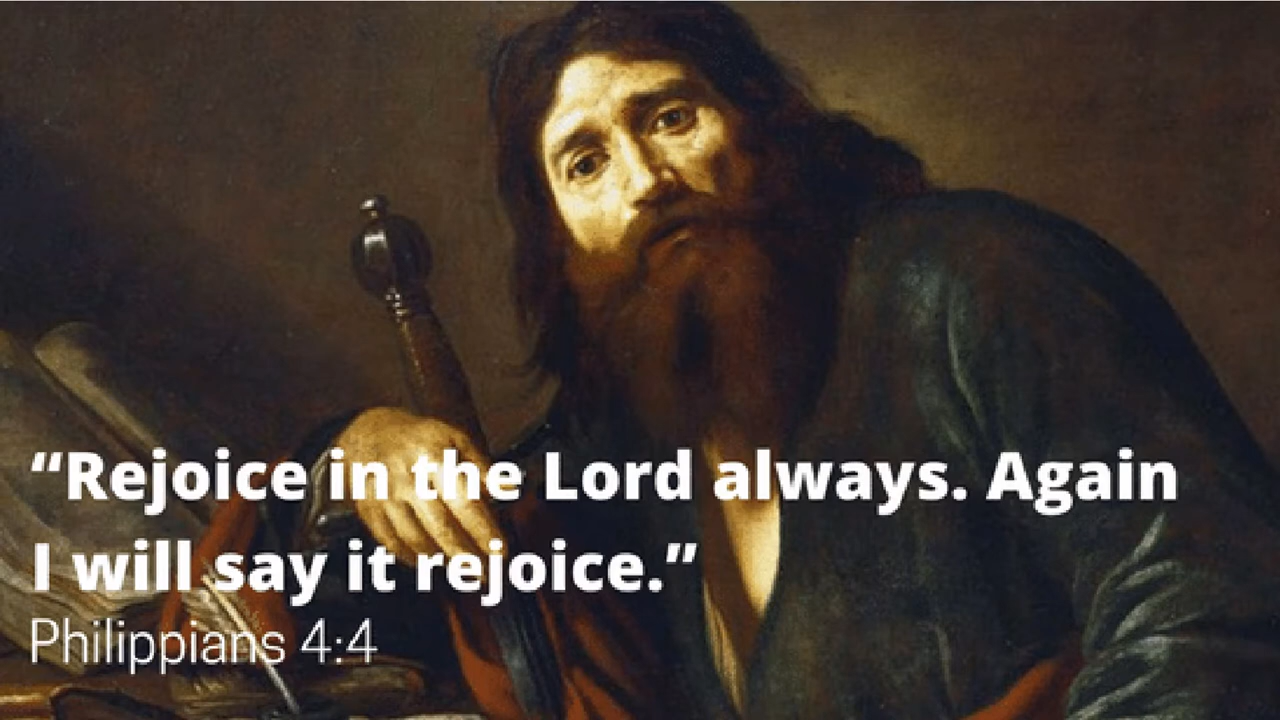 “Rejoice in the Lord always. Again
I will say it rejoice.”
Philippians 4:4